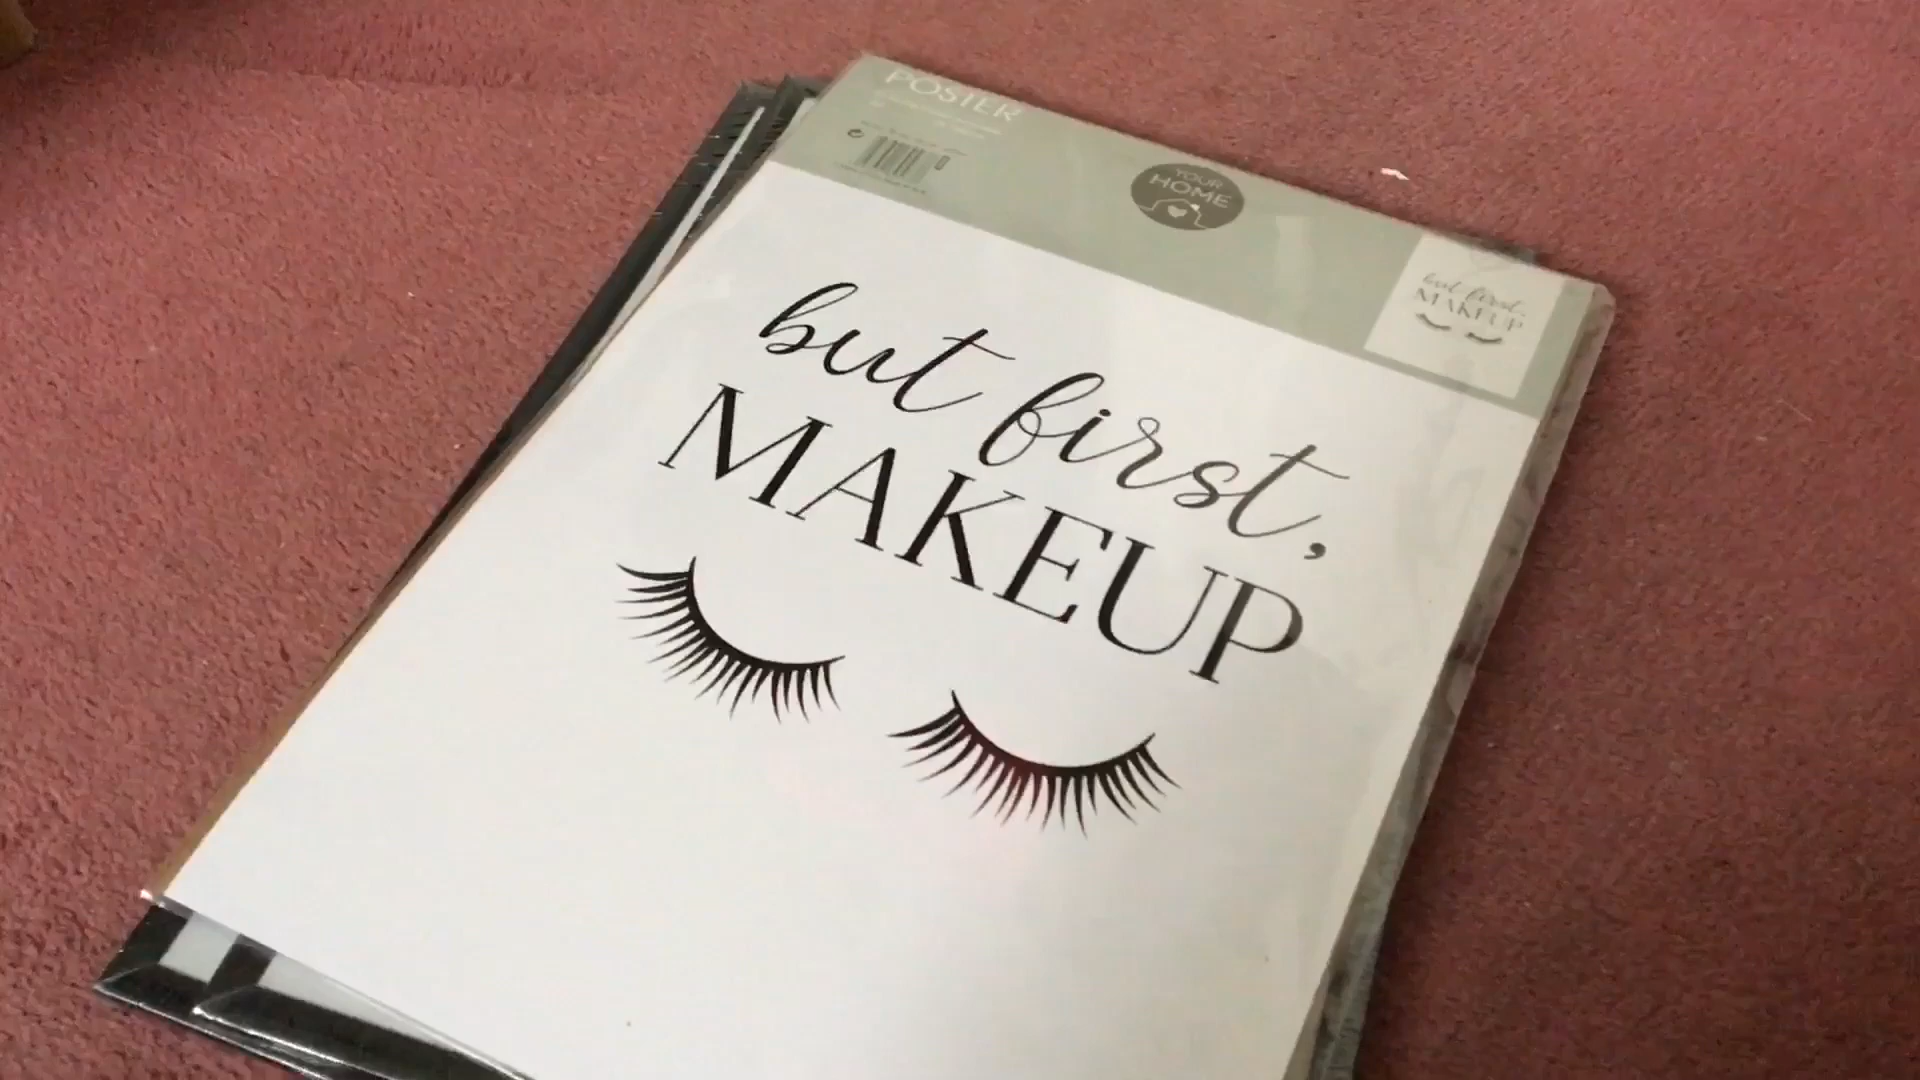 POSTER
YOUR
HOME
but first,
MAKEUP
but first,
MAKEUP